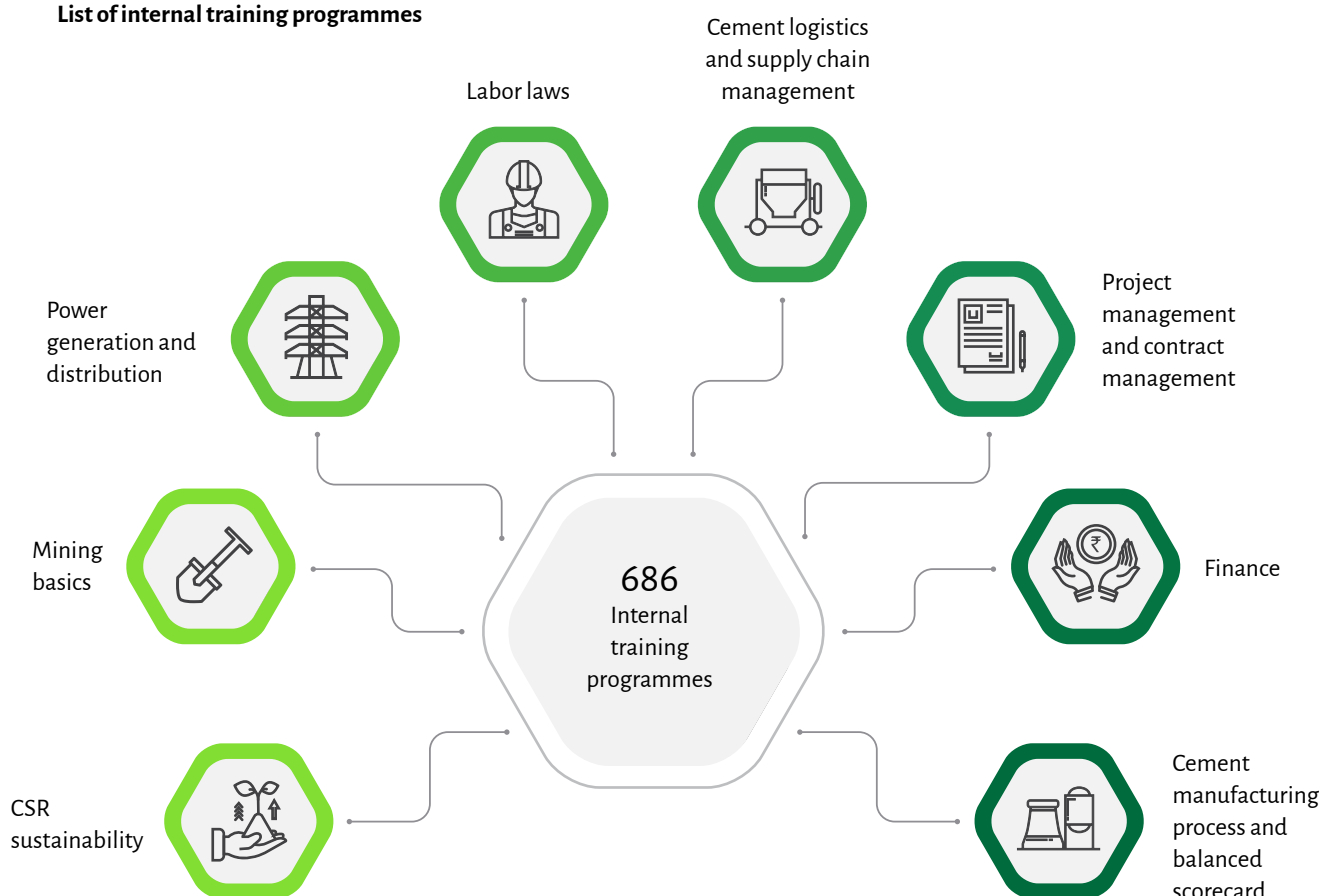 List of internal training programmes
Cement logistics
and supply chain
management
Labor laws
Project
management
and contract
management
Power
generation and
distribution
Mining
basics
Finance
686
Internal
training
programmes
CSR
sustainability
Cement
manufacturing
process and
balanced
scorecard
₹